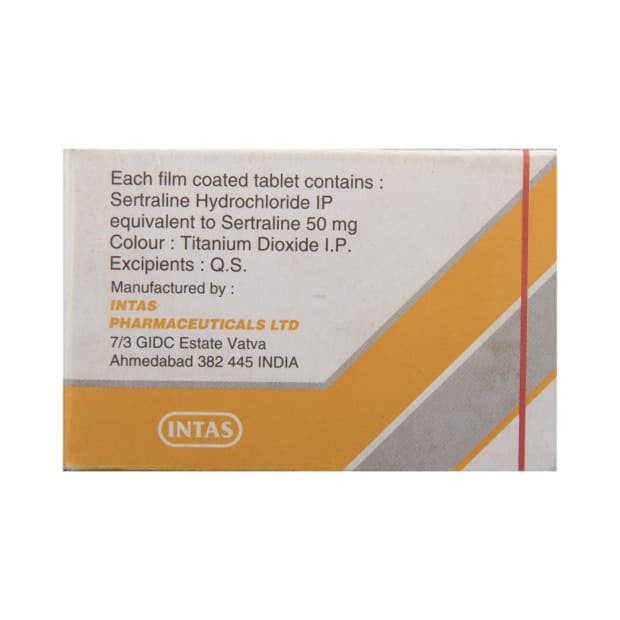 Each film coated tablet contains :
Sertraline Hydrochloride IP
equivalent to Sertraline 50 mg
Colour : Titanium Dioxide I.P.
Excipients : Q.S.
Manufactured by :
INTAS
PHARMACEUTICALS LTD
7/3 GIDC Estate Vatva
Ahmedabad 382 445 INDIA
INTAS